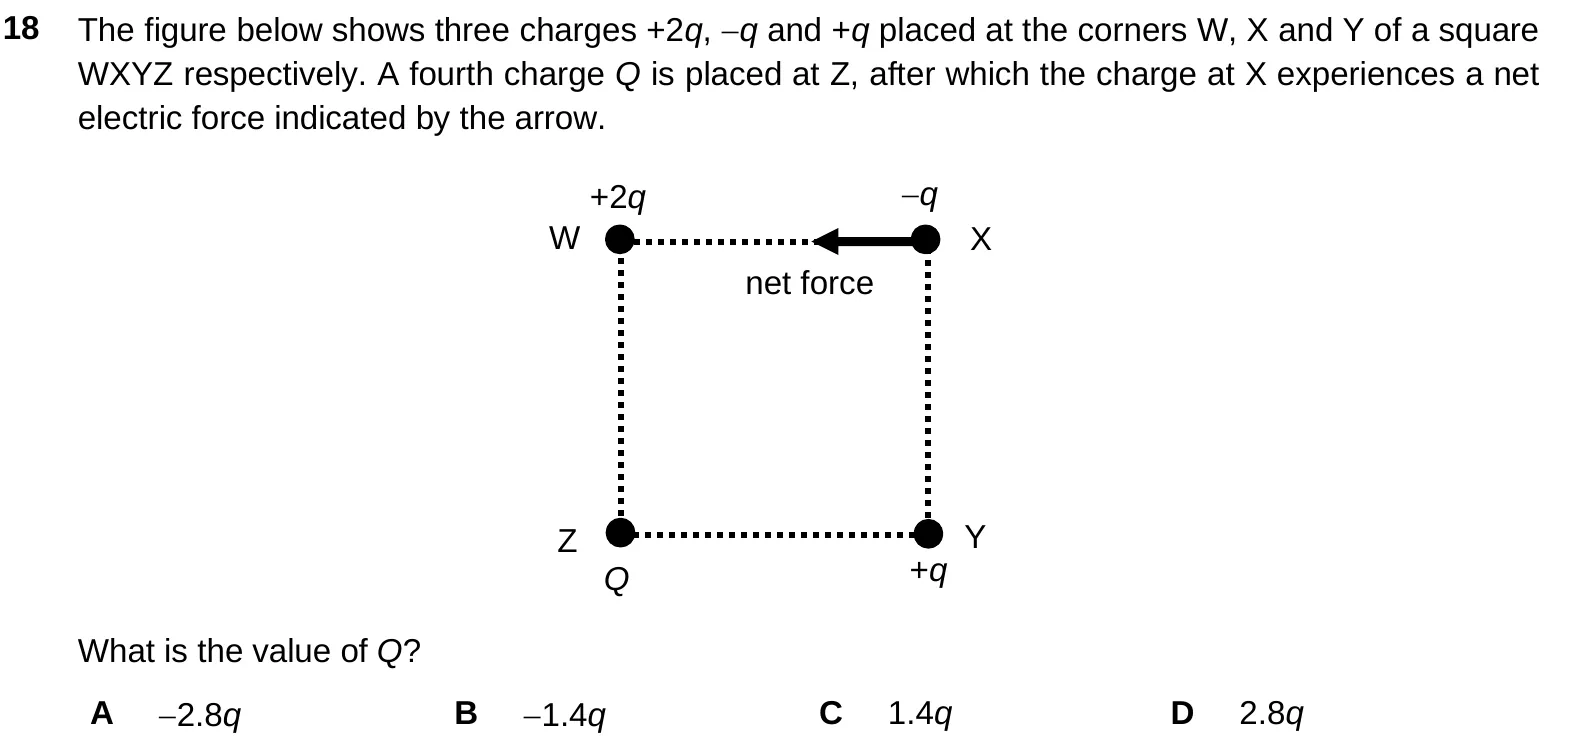 18 The figure below shows three charges +2q, –q and +q placed at the corners W, X and Y of a square
WXYZ respectively. A fourth charge Q is placed at Z, after which the charge at X experiences a net
electric force indicated by the arrow.
+2q –q
W X
net force
Z Y
Q +q
What is the value of Q?
A –2.8q B –1.4q C 1.4q D 2.8q